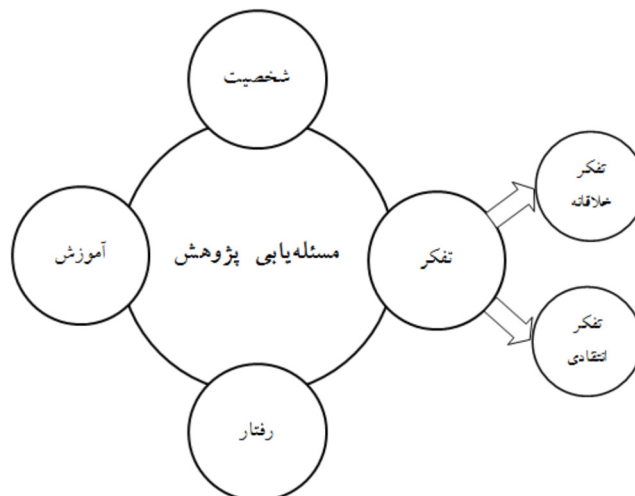 شخصیت
تفکر
خلاقانه
آموزش
مسئله‌یابی پژوهش
تفکر
تفکر
انتقادی
رفتار